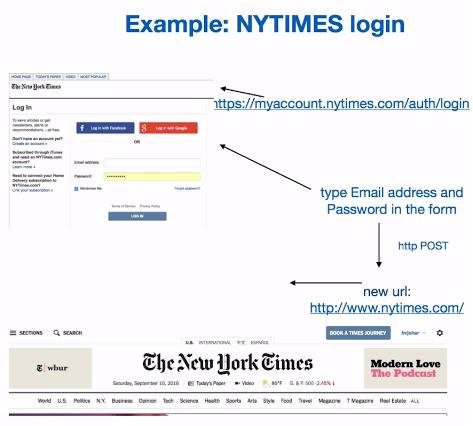 Example: NYTIMES login
HOME PAGE TODAY'S PAPER VIDEO MOST POPULAR
The New York Times
https://myaccount.nytimes.com/auth/login
Log In
To save articles or get
newsletters, alerts or
recommendations – all free
Don't have an account yet?
Create an account »
Subscribed through iTunes
and need an NYTimes.com
account?
Learn more »
Need to connect your Home
Delivery subscription to
NYTimes.com?
Link your subscription »
f Log in with Facebook
g Log in with Google
OR
Email address
Password
Remember Me
Forgot password?
Terms of Service Privacy Policy
LOG IN
type Email address and
Password in the form
http POST
new url:
http://www.nytimes.com/
SECTIONS SEARCH
BOOK A TIMES JOURNEY
U.S. INTERNATIONAL 中文 ESPAÑOL
T wbur
The New York Times
Modern Love
The Podcast
Saturday, September 10, 2016 Today's Paper Video 86°F S. & P. 500 -2.45%
World U.S. Politics N.Y. Business Opinion Tech Science Health Sports Arts Style Food Travel Magazine T Magazine Real Estate ALL